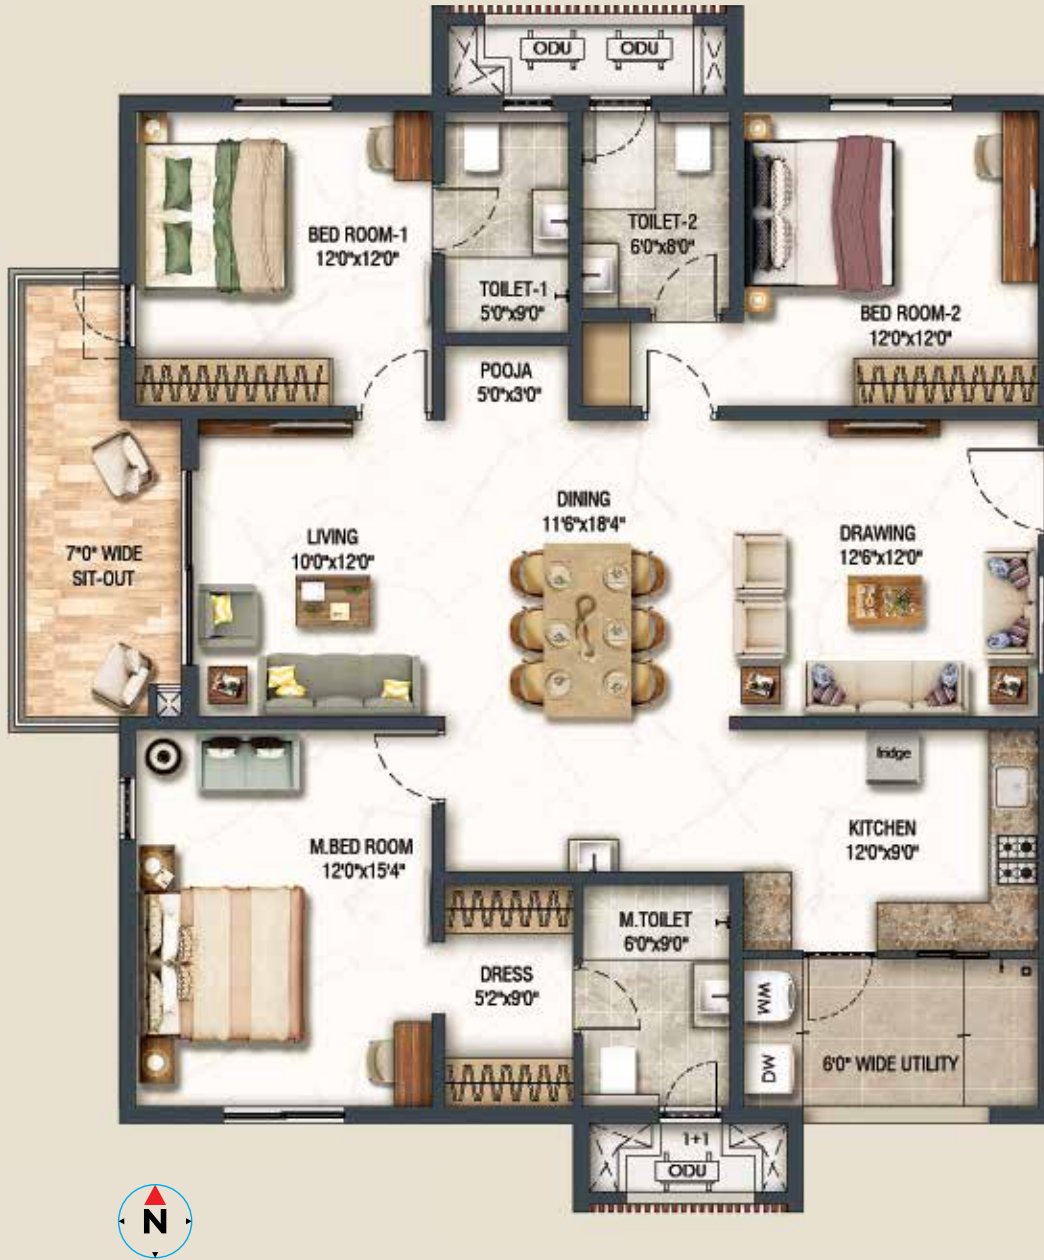 ODU
ODU
BED ROOM-1
12'0"x12'0"
TOILET-1
5'0"x9'0"
TOILET-2
6'0"x8'0"
BED ROOM-2
12'0"x12'0"
POOJA
5'0"x3'0"
7'0" WIDE
SIT-OUT
LIVING
10'0"x12'0"
DINING
11'6"x18'4"
DRAWING
12'6"x12'0"
fridge
KITCHEN
12'0"x9'0"
M.BED ROOM
12'0"x15'4"
DRESS
5'2"x9'0"
M.TOILET
6'0"x9'0"
WM
DW
6'0" WIDE UTILITY
1+1
ODU
N